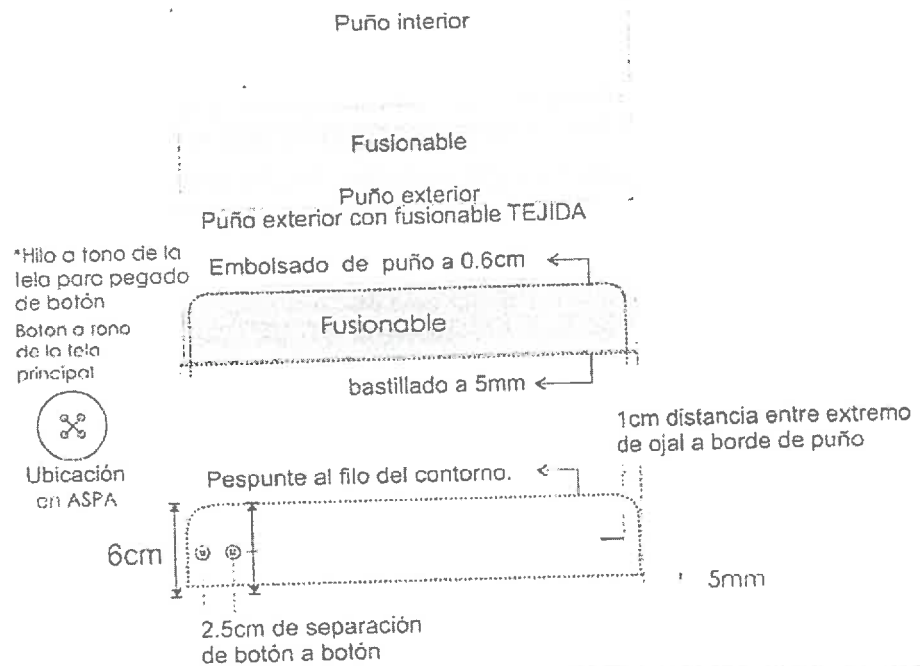 Puño interior
Fusionable
Puño exterior
Puño exterior con fusionable TEJIDA
*Hilo a tono de la
tela para pegado
de botón
Boton a tono
de la tela
principal
Ubicación
en ASPA
Embolsado de puño a 0.6cm
Fusionable
bastillado a 5mm
1cm distancia entre extremo
de ojal a borde de puño
Pespunte al filo del contorno.
6cm
5mm
2.5cm de separación
de botón a botón